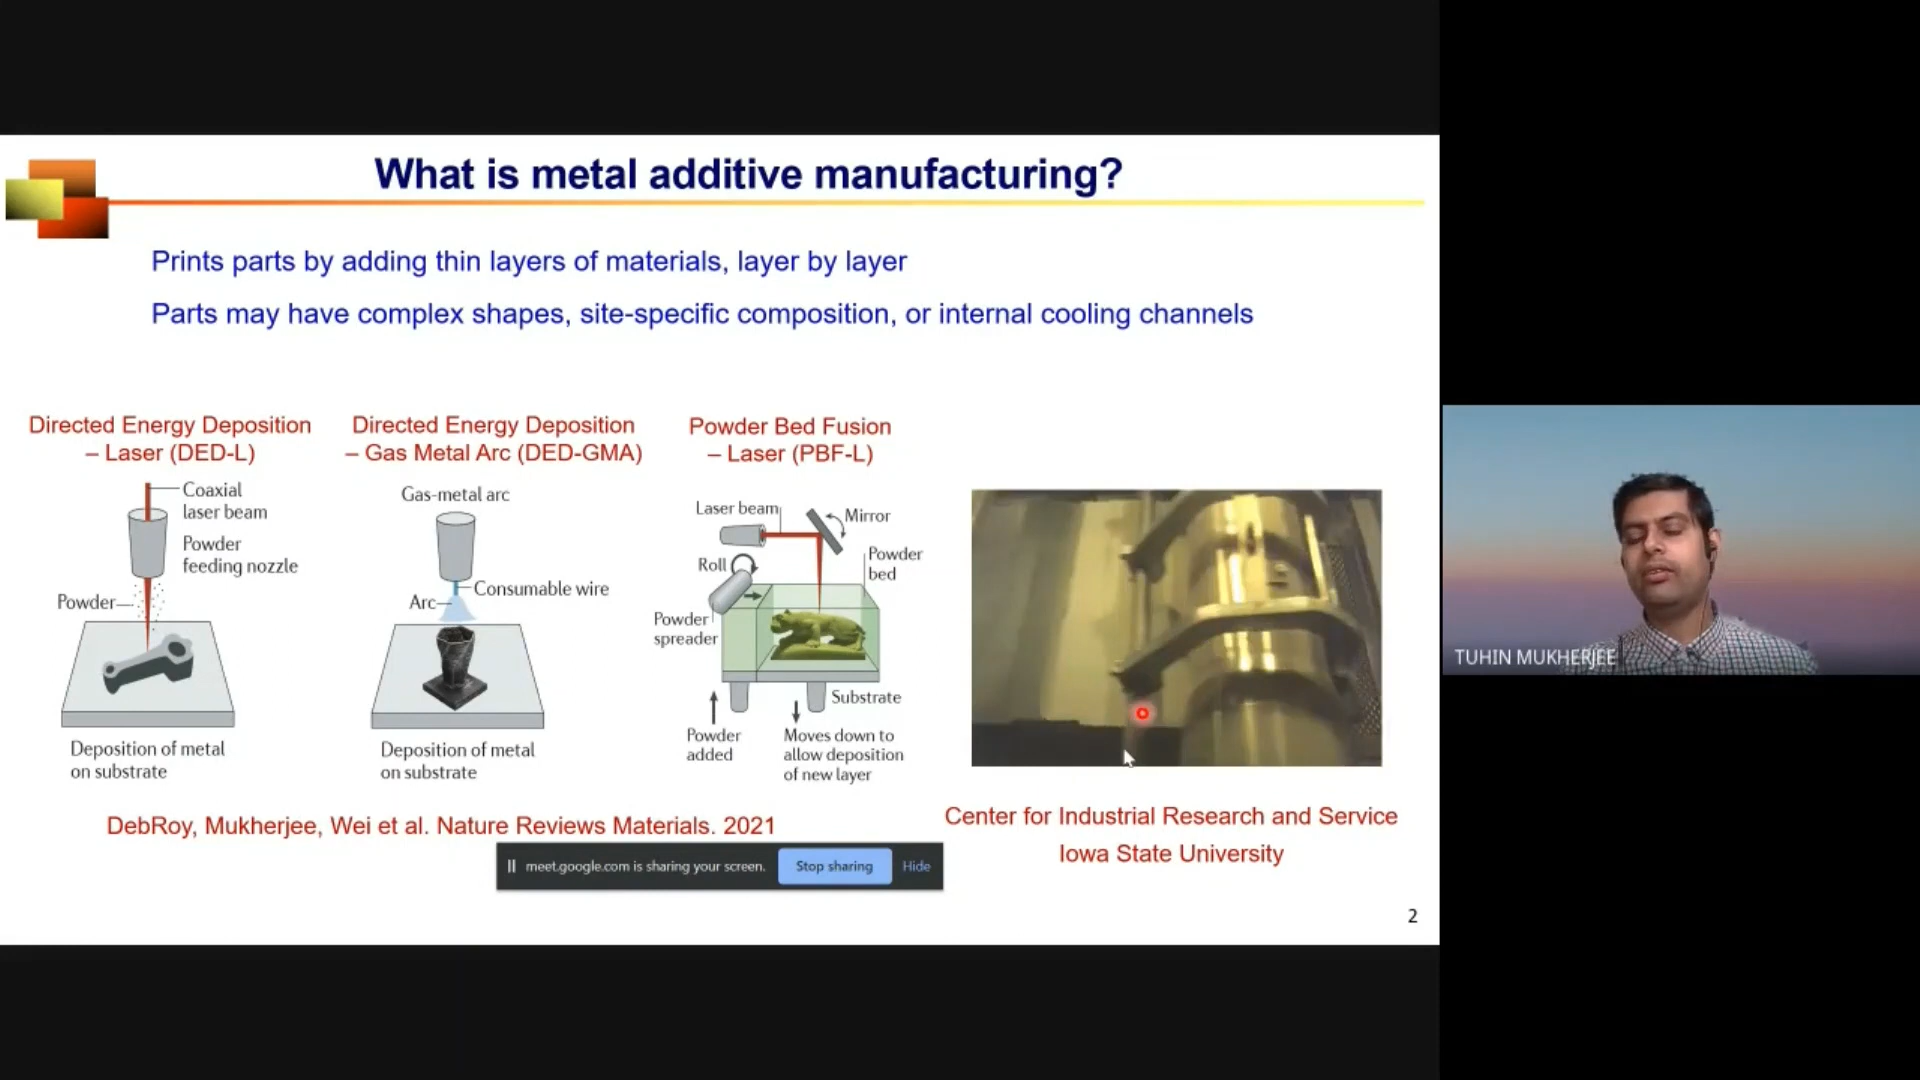 What is metal additive manufacturing?
Prints parts by adding thin layers of materials, layer by layer
Parts may have complex shapes, site-specific composition, or internal cooling channels
Directed Energy Deposition
– Laser (DED-L)
Coaxial
laser beam
Powder
feeding nozzle
Powder
Deposition of metal
on substrate
Directed Energy Deposition
– Gas Metal Arc (DED-GMA)
Gas-metal arc
Consumable wire
Arc
Deposition of metal
on substrate
Powder Bed Fusion
– Laser (PBF-L)
Laser beam
Mirror
Roll
Powder
bed
Powder
spreader
Substrate
Powder
added
Moves down to
allow deposition
of new layer
DebRoy, Mukherjee, Wei et al. Nature Reviews Materials. 2021
Center for Industrial Research and Service
Iowa State University
meet.google.com is sharing your screen.
Stop sharing
Hide
2
TUHIN MUKHERJEE